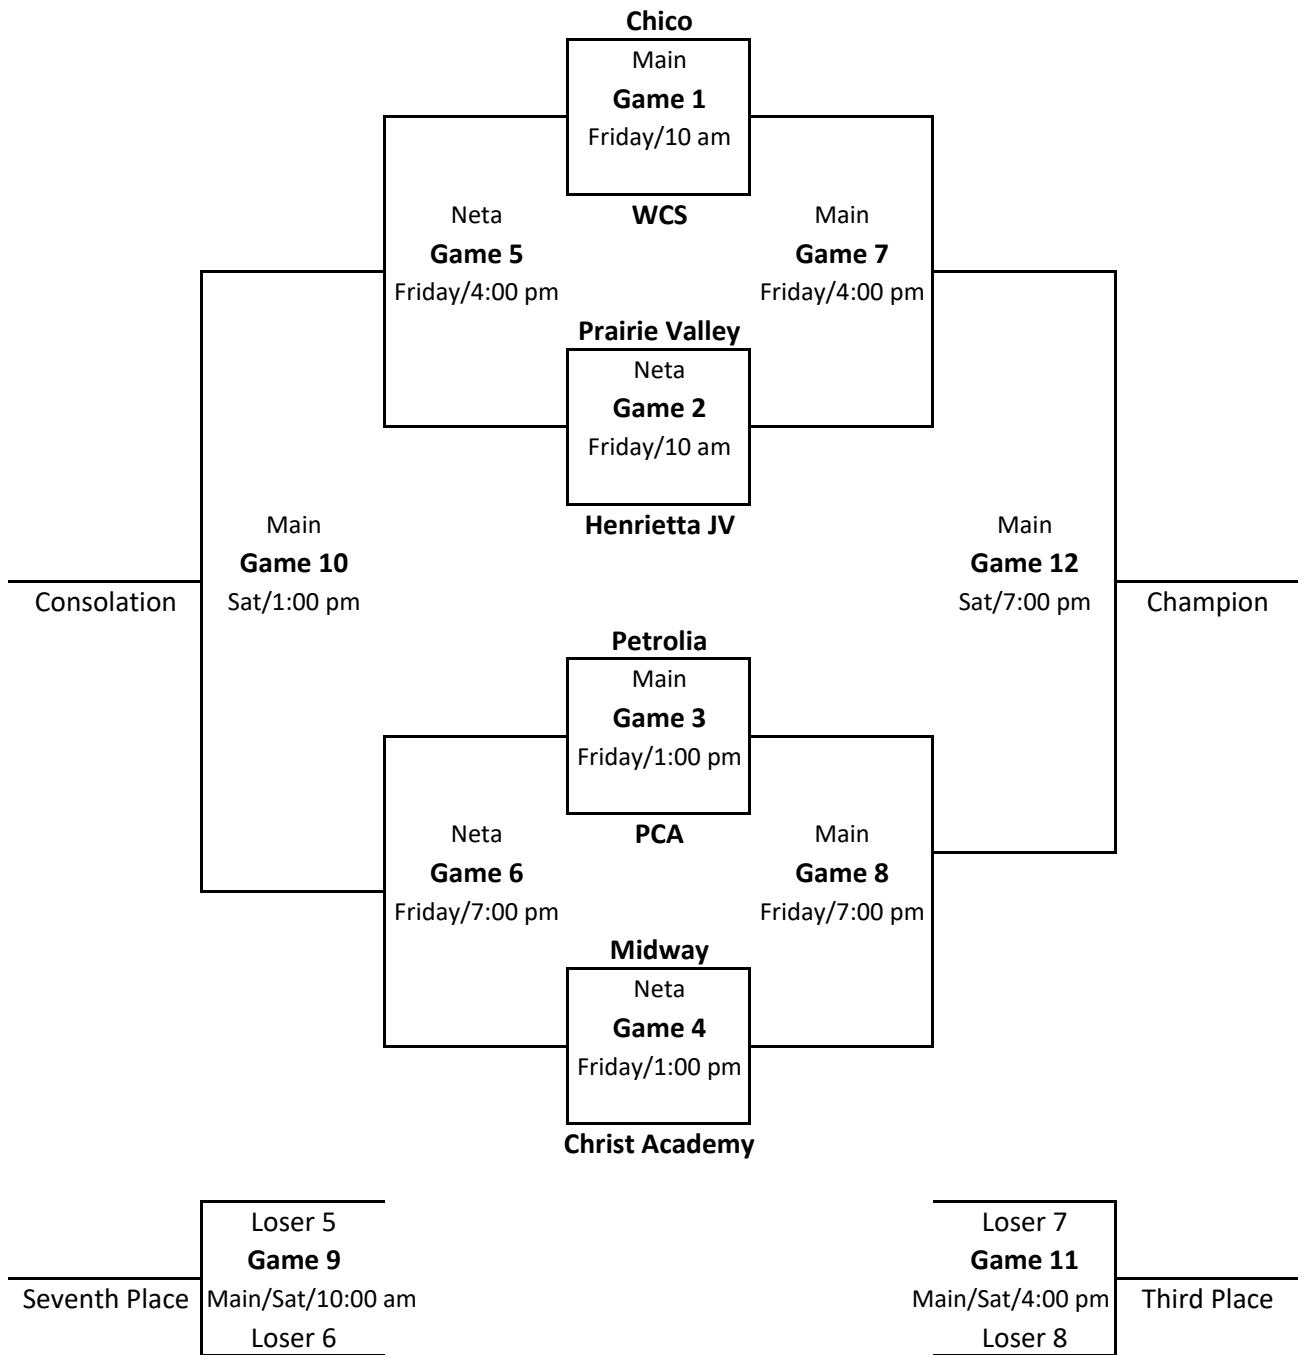 Chico
Main
Game 1
Friday/10 am
WCS
Neta
Game 5
Friday/4:00 pm
Main
Game 7
Friday/4:00 pm
Prairie Valley
Neta
Game 2
Friday/10 am
Henrietta JV
Main
Game 10
Sat/1:00 pm
Consolation
Main
Game 12
Sat/7:00 pm
Champion
Petrolia
Main
Game 3
Friday/1:00 pm
PCA
Neta
Game 6
Friday/7:00 pm
Main
Game 8
Friday/7:00 pm
Midway
Neta
Game 4
Friday/1:00 pm
Christ Academy
Loser 5
Game 9
Main/Sat/10:00 am
Loser 6
Seventh Place
Loser 7
Game 11
Main/Sat/4:00 pm
Loser 8
Third Place